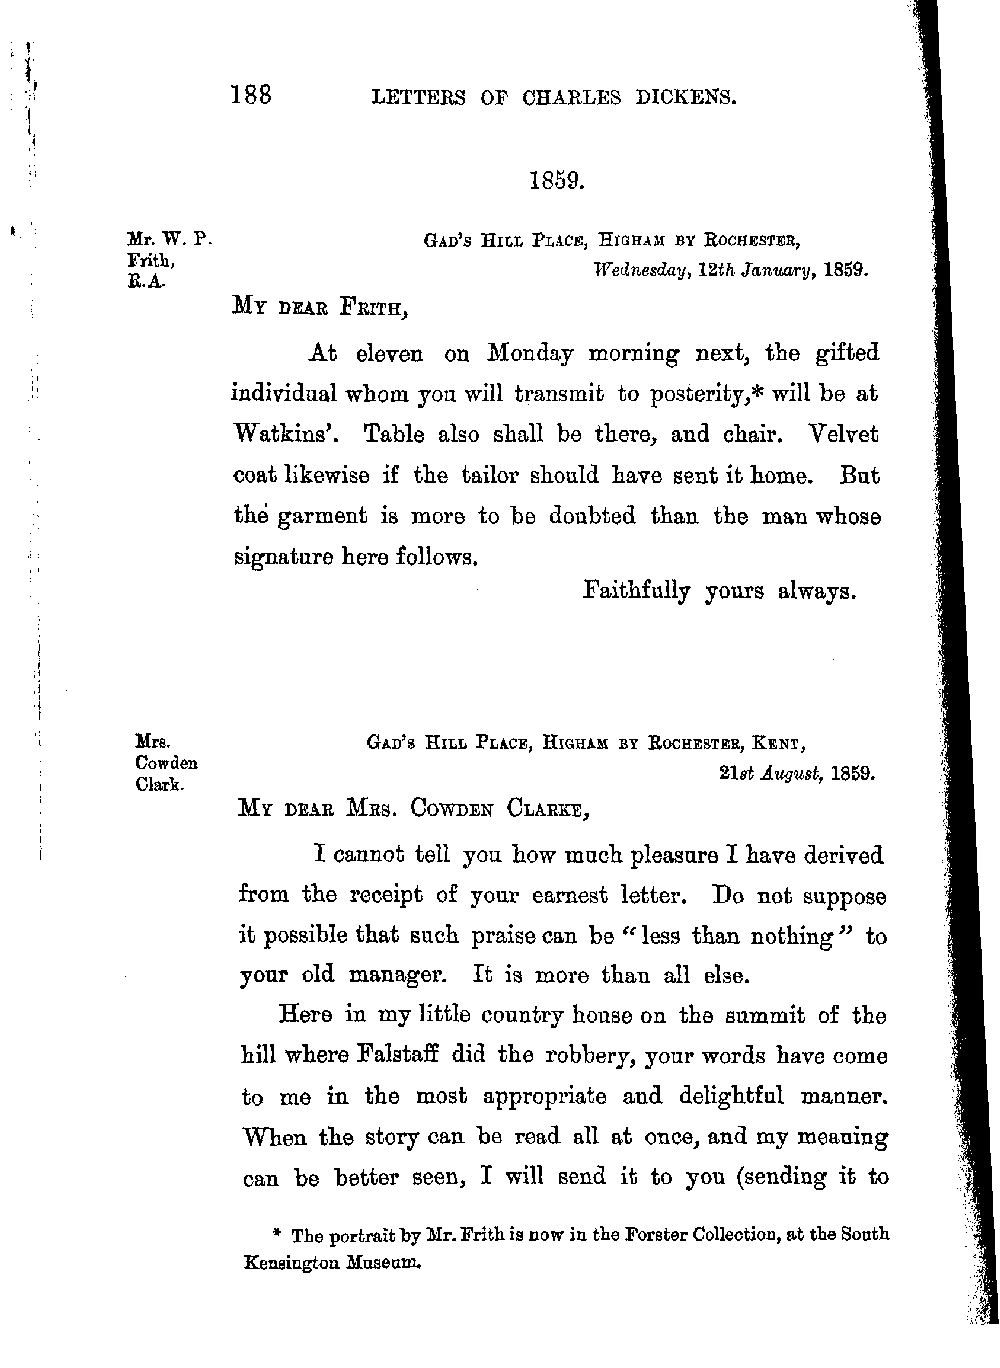 188 LETTERS OF CHARLES DICKENS.
1859.
Mr. W. P.
Frith,
R.A.
GAD'S HILL PLACE, HIGHAM BY ROCHESTER,
Wednesday, 12th January, 1859.
MY DEAR FRITH,
At eleven on Monday morning next, the gifted
individual whom you will transmit to posterity,* will be at
Watkins'. Table also shall be there, and chair. Velvet
coat likewise if the tailor should have sent it home. But
the garment is more to be doubted than the man whose
signature here follows.
Faithfully yours always.
Mrs.
Cowden
Clark.
GAD'S HILL PLACE, HIGHAM BY ROCHESTER, KENT,
21st August, 1859.
MY DEAR MRS. COWDEN CLARKE,
I cannot tell you how much pleasure I have derived
from the receipt of your earnest letter. Do not suppose
it possible that such praise can be "less than nothing" to
your old manager. It is more than all else.
Here in my little country house on the summit of the
hill where Falstaff did the robbery, your words have come
to me in the most appropriate and delightful manner.
When the story can be read all at once, and my meaning
can be better seen, I will send it to you (sending it to
* The portrait by Mr. Frith is now in the Forster Collection, at the South
Kensington Museum.